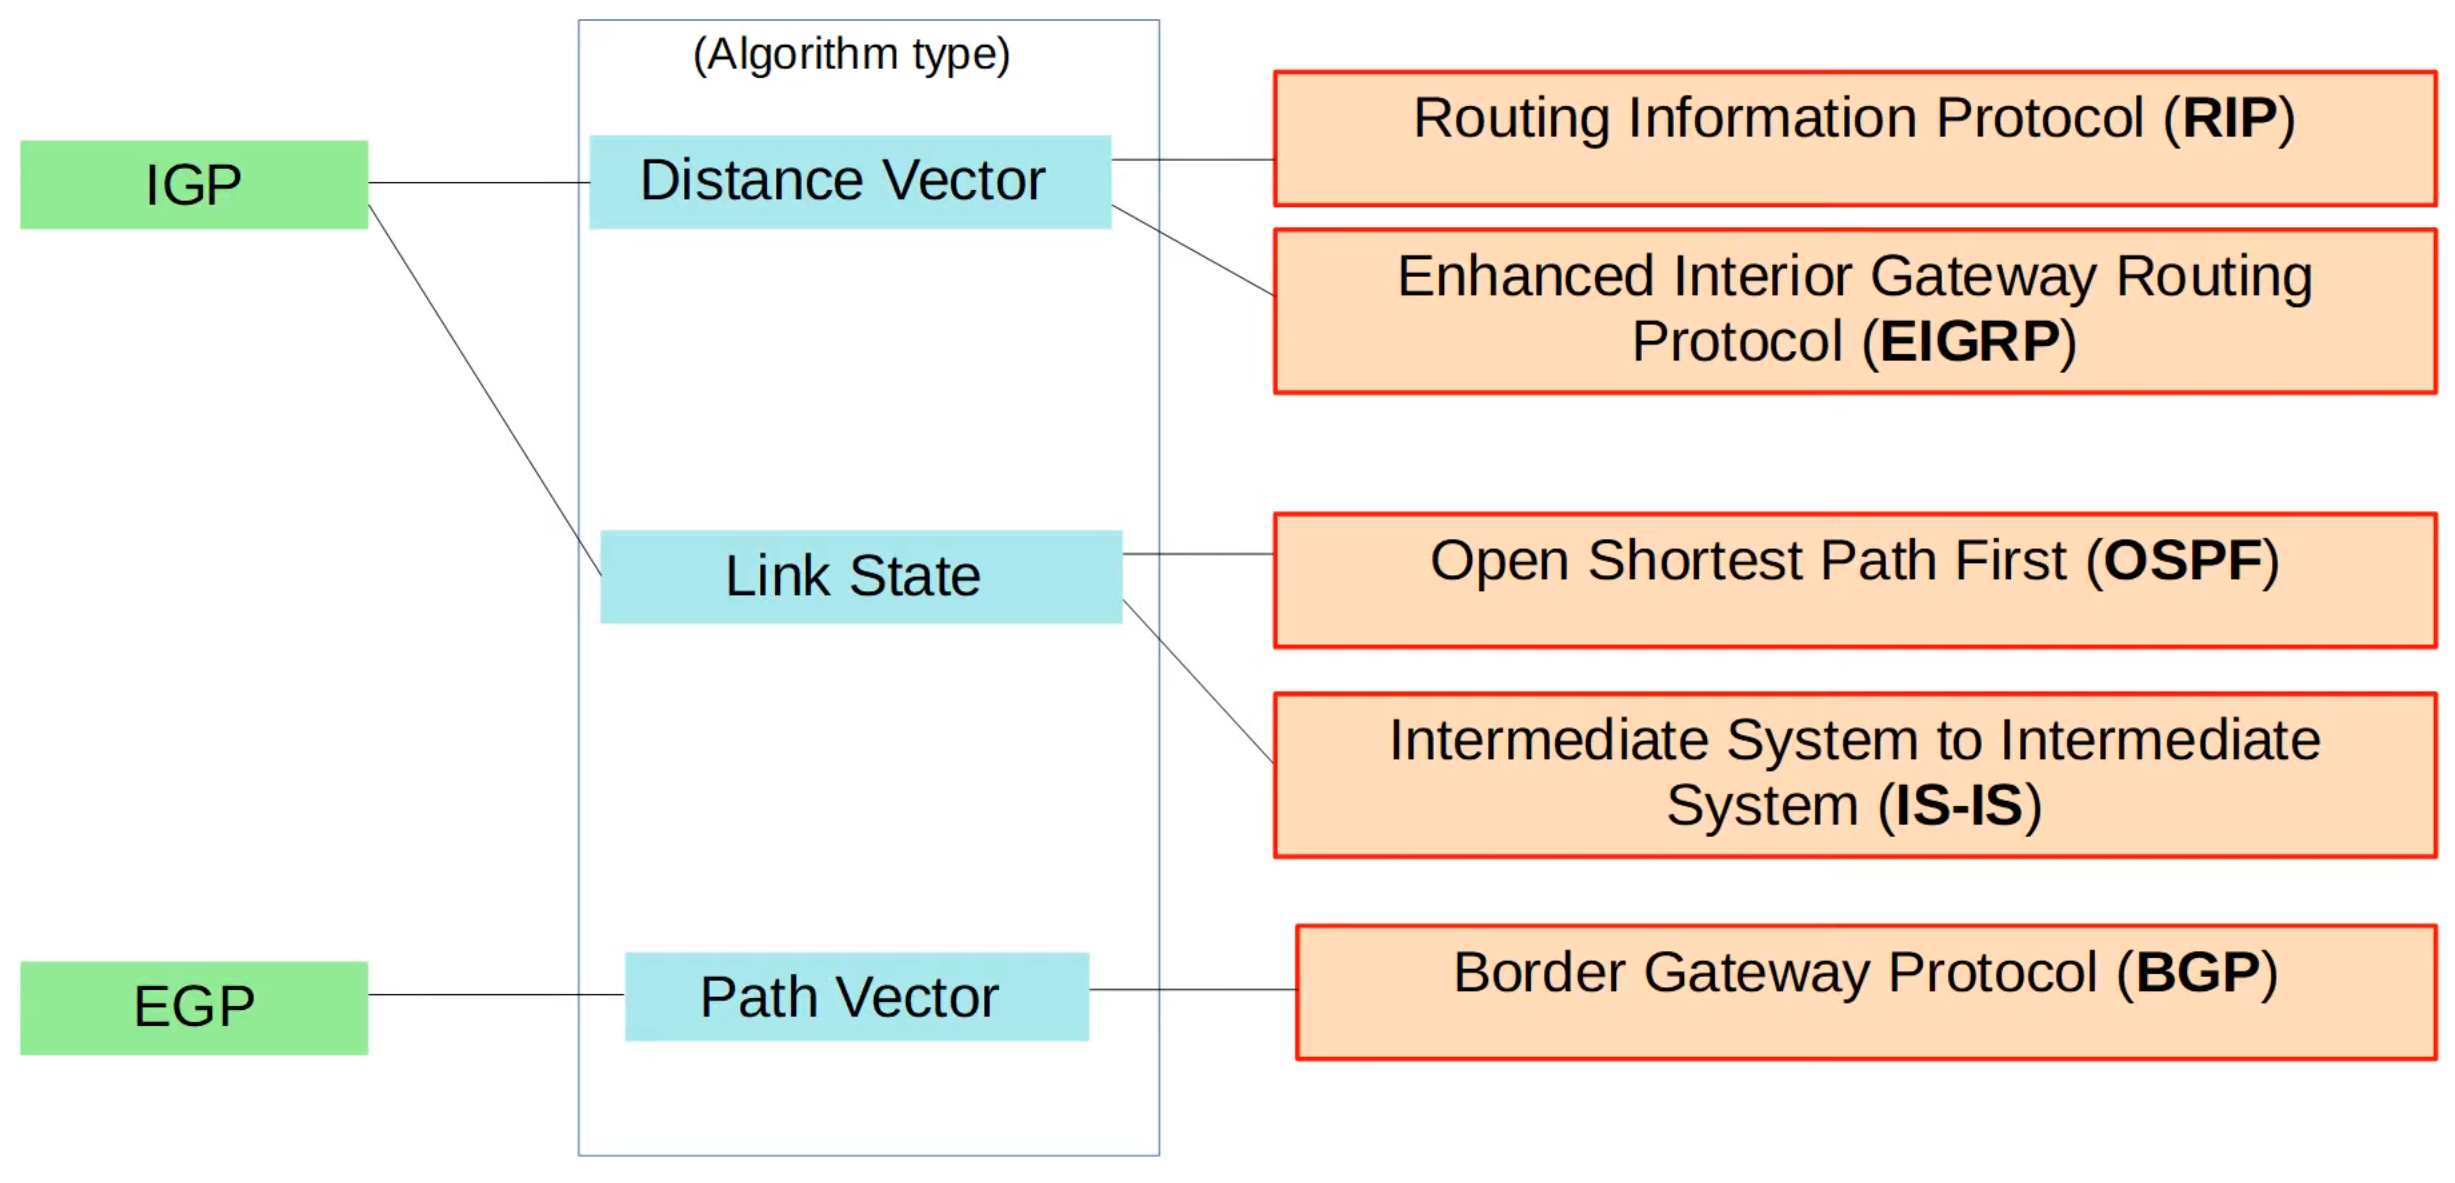 (Algorithm type)
IGP
Distance Vector
Routing Information Protocol (RIP)
Enhanced Interior Gateway Routing
Protocol (EIGRP)
Link State
Open Shortest Path First (OSPF)
Intermediate System to Intermediate
System (IS-IS)
EGP
Path Vector
Border Gateway Protocol (BGP)